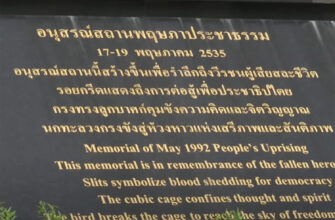 อนุสรณ์สถานพฤษภาประชาธรรม
17-19 พฤษภาคม 2535
อนุสรณ์สถานนี้สร้างขึ้นเพื่อรำลึกถึงวีรชนผู้เสียสละชีวิต
รอยกรีดแสดงถึงการต่อสู้เพื่อประชาธิปไตย
กรงทรงลูกบาศก์คุมขังความคิดและจิตวิญญาณ
นกทะลวงกรงขังสู่ห้วงหาวแห่งเสรีภาพและสันติภาพ
Memorial of May 1992 People's Uprising
This memorial is in remembrance of the fallen heroe
Slits symbolize blood shedding for democracy
The cubic cage confines thought and spirit
bird breaks the cage to reach the sky of freedom